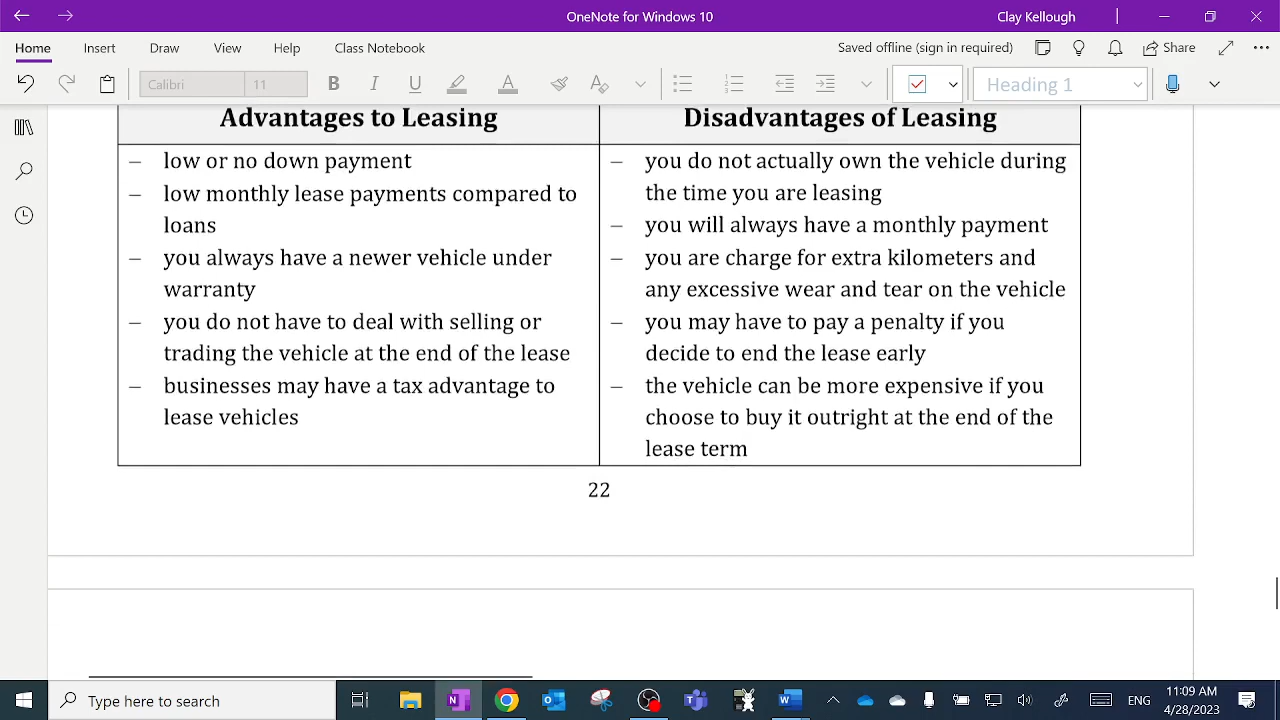 OneNote for Windows 10
Clay Kellough
Home Insert Draw View Help Class Notebook
Saved offline (sign in required)
Share
Calibri 11 B I U A
Heading 1
Advantages to Leasing
– low or no down payment
– low monthly lease payments compared to
loans
– you always have a newer vehicle under
warranty
– you do not have to deal with selling or
trading the vehicle at the end of the lease
– businesses may have a tax advantage to
lease vehicles
Disadvantages of Leasing
– you do not actually own the vehicle during
the time you are leasing
– you will always have a monthly payment
– you are charge for extra kilometers and
any excessive wear and tear on the vehicle
– you may have to pay a penalty if you
decide to end the lease early
– the vehicle can be more expensive if you
choose to buy it outright at the end of the
lease term
22
Type here to search
ENG
11:09 AM
4/28/2023